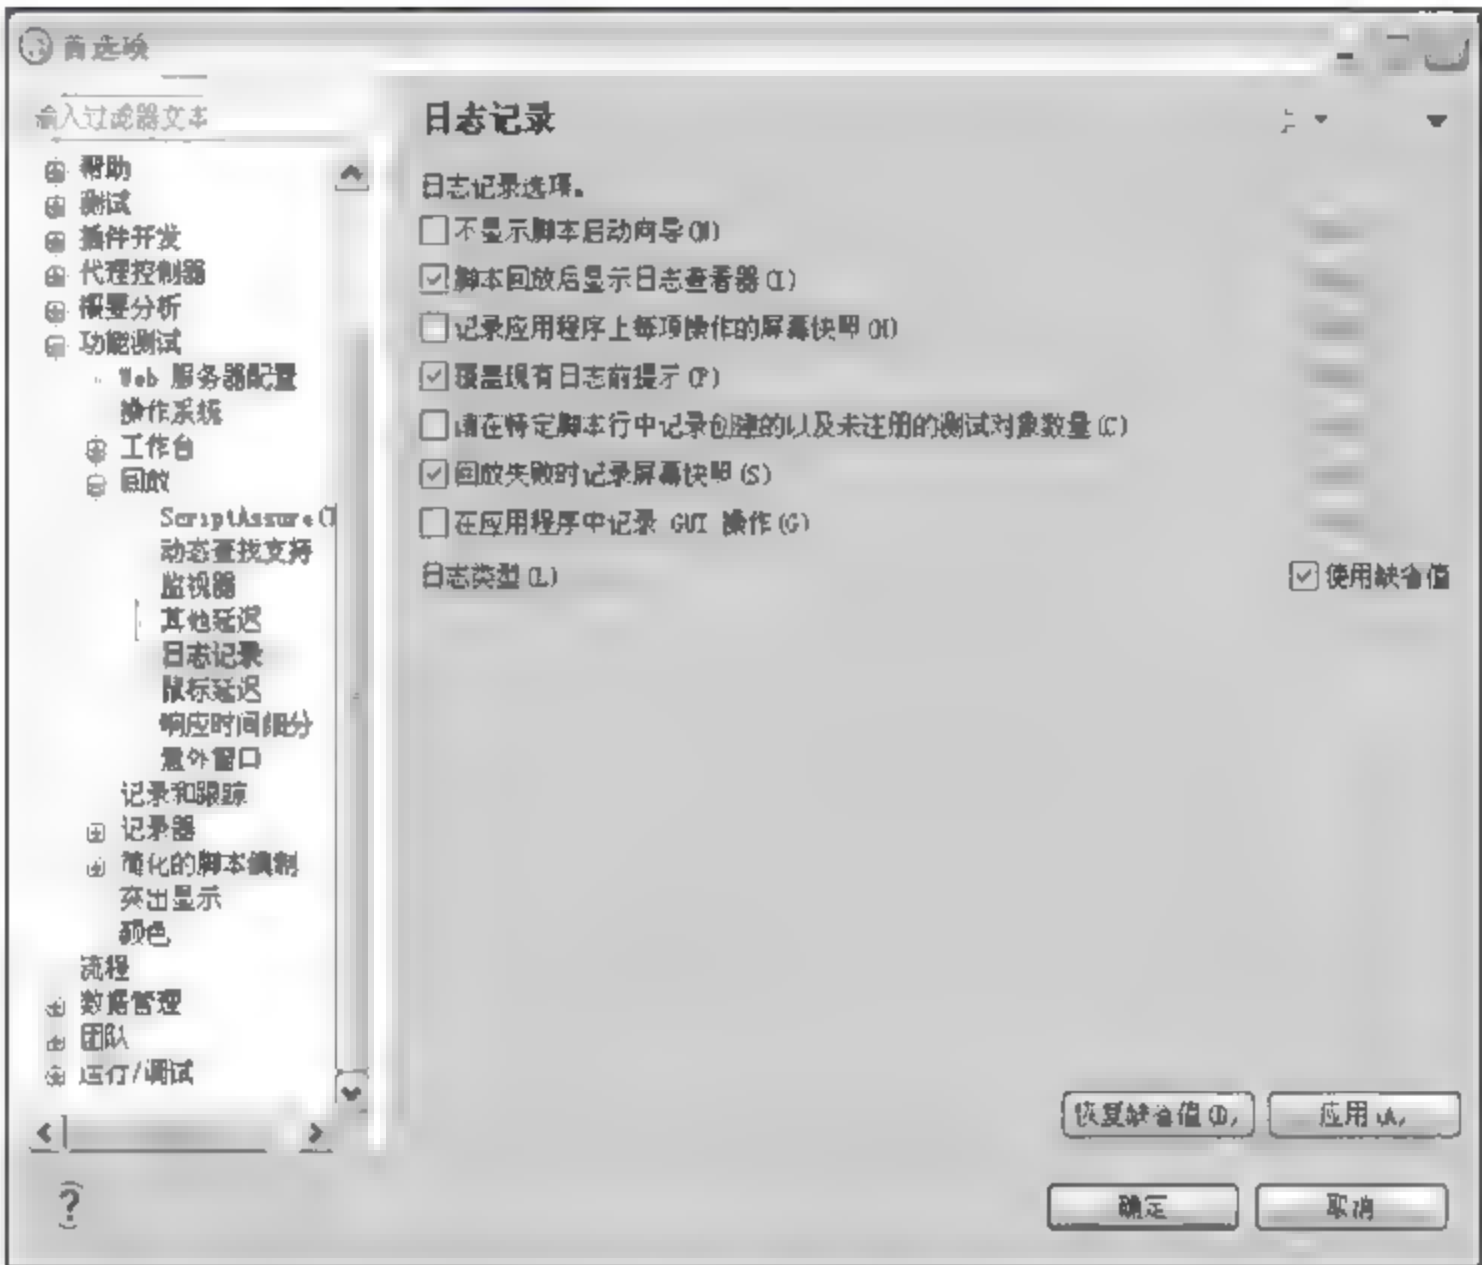 首选项
输入过滤器文本
帮助
测试
插件开发
代理控制器
概要分析
功能测试
Web 服务器配置
操作系统
工作台
回放
ScriptAssure(T
动态查找支持
监视器
其他延迟
日志记录
鼠标延迟
响应时间细分
意外窗口
记录和跟踪
记录器
简化的脚本编制
突出显示
颜色
流程
数据管理
团队
运行/调试
日志记录
日志记录选项。
不显示脚本启动向导
脚本回放后显示日志查看器
记录应用程序上每项操作的屏幕快照
覆盖现有日志前提示(P)
请在特定脚本行中记录创建的以及未注册的测试对象数量(C)
回放失败时记录屏幕快照(S)
在应用程序中记录 GUI 操作(G)
日志类型(L)
使用缺省值
恢复缺省值
应用
确定
取消